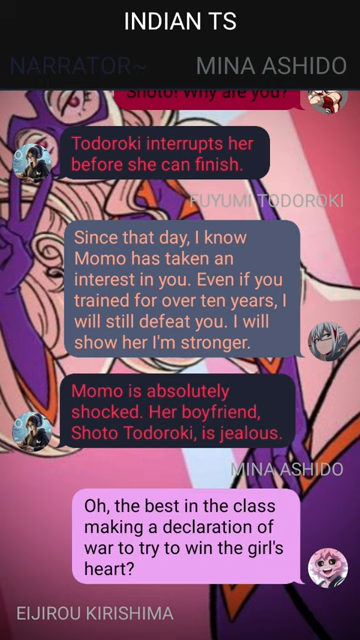 INDIAN TS
NARRATOR~ MINA ASHIDO
Shoto! Why are you?
Todoroki interrupts her
before she can finish.
FUYUMI TODOROKI
Since that day, I know
Momo has taken an
interest in you. Even if you
trained for over ten years, I
will still defeat you. I will
show her I'm stronger.
Momo is absolutely
shocked. Her boyfriend,
Shoto Todoroki, is jealous.
MINA ASHIDO
Oh, the best in the class
making a declaration of
war to try to win the girl's
heart?
EIJIROU KIRISHIMA